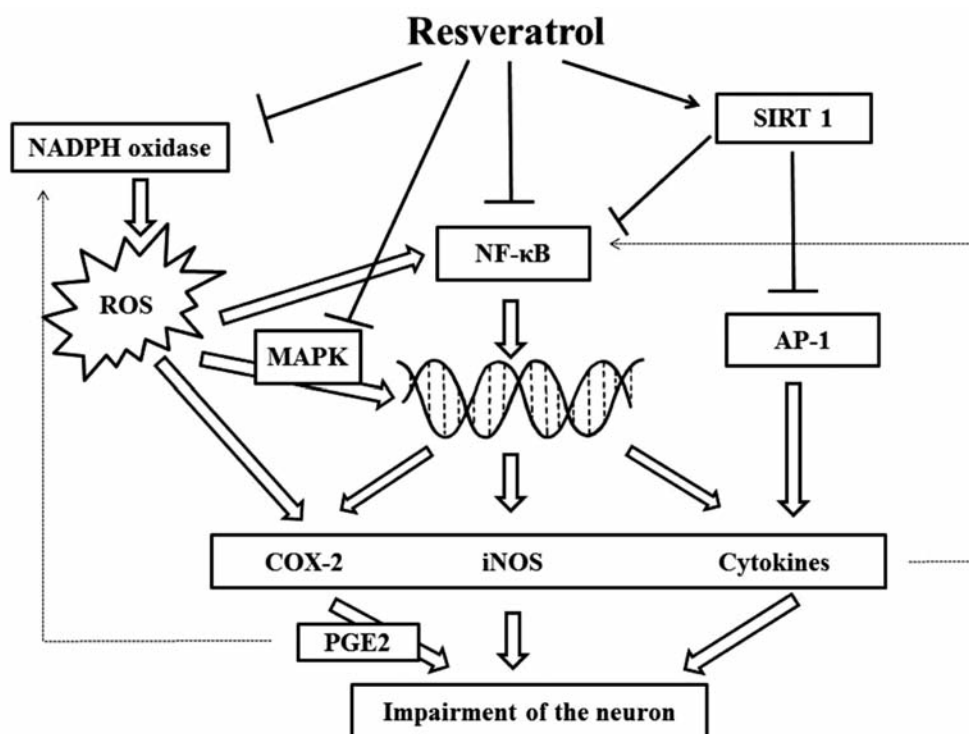 Resveratrol
SIRT 1
NADPH oxidase
NF-κB
ROS
MAPK
AP-1
COX-2 iNOS Cytokines
PGE2
Impairment of the neuron